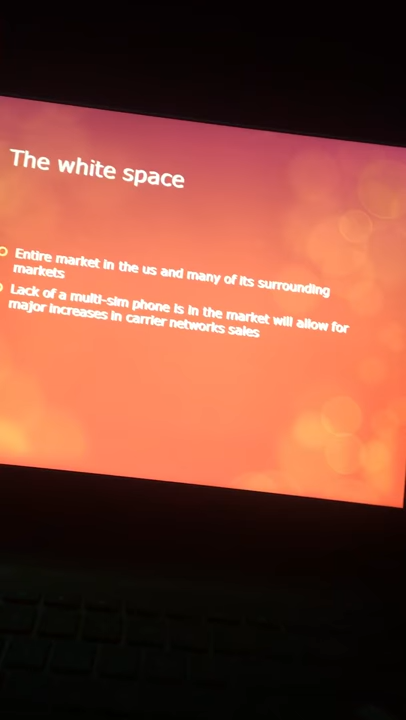 The white space
Entire market in the us and many of its surrounding
markets
Lack of a multi-sim phone is in the market will allow for
major increases in carrier networks sales